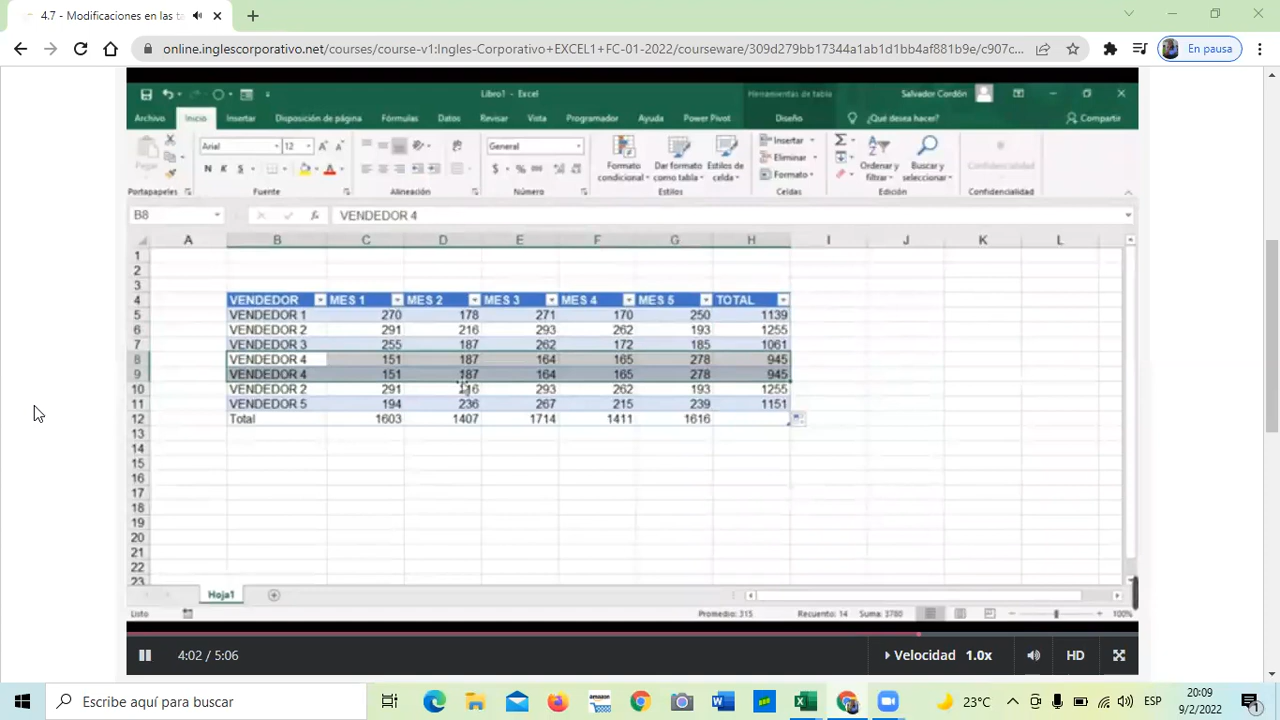 4.7 - Modificaciones en las ta
online.inglescorporativo.net/courses/course-v1:Ingles-Corporativo+EXCEL1+FC-01-2022/courseware/309d279bb17344a1ab1d1bb4af881b9e/c907c...
En pausa
Libro1 - Excel
Herramientas de tabla
Salvador Cordón
Archivo Inicio Insertar Disposición de página Fórmulas Datos Revisar Vista Programador Ayuda Power Pivot Diseño ¿Qué desea hacer? Compartir
Pegar
Arial 12
General
N K S
$ % 000
Formato condicional
Dar formato como tabla
Estilos de celda
Insertar
Eliminar
Formato
Ordenar y filtrar
Buscar y seleccionar
Confidencialidad
Portapapeles Fuente Alineación Número Estilos Celdas Edición Confidencialidad
B8 fx VENDEDOR 4
A B C D E F G H I J K L
1
2
3
4 VENDEDOR MES 1 MES 2 MES 3 MES 4 MES 5 TOTAL
5 VENDEDOR 1 270 178 271 170 250 1139
6 VENDEDOR 2 291 216 293 262 193 1255
7 VENDEDOR 3 255 187 262 172 185 1061
8 VENDEDOR 4 151 187 164 165 278 945
9 VENDEDOR 4 151 187 164 165 278 945
10 VENDEDOR 2 291 216 293 262 193 1255
11 VENDEDOR 5 194 236 267 215 239 1151
12 Total 1603 1407 1714 1411 1616
13
14
15
16
17
18
19
20
21
22
23
Hoja1
Listo Promedio: 315 Recuento: 14 Suma: 3780 100%
4:02 / 5:06 Velocidad 1.0x HD
Escribe aquí para buscar
amazon
23°C ESP
20:09
9/2/2022
1